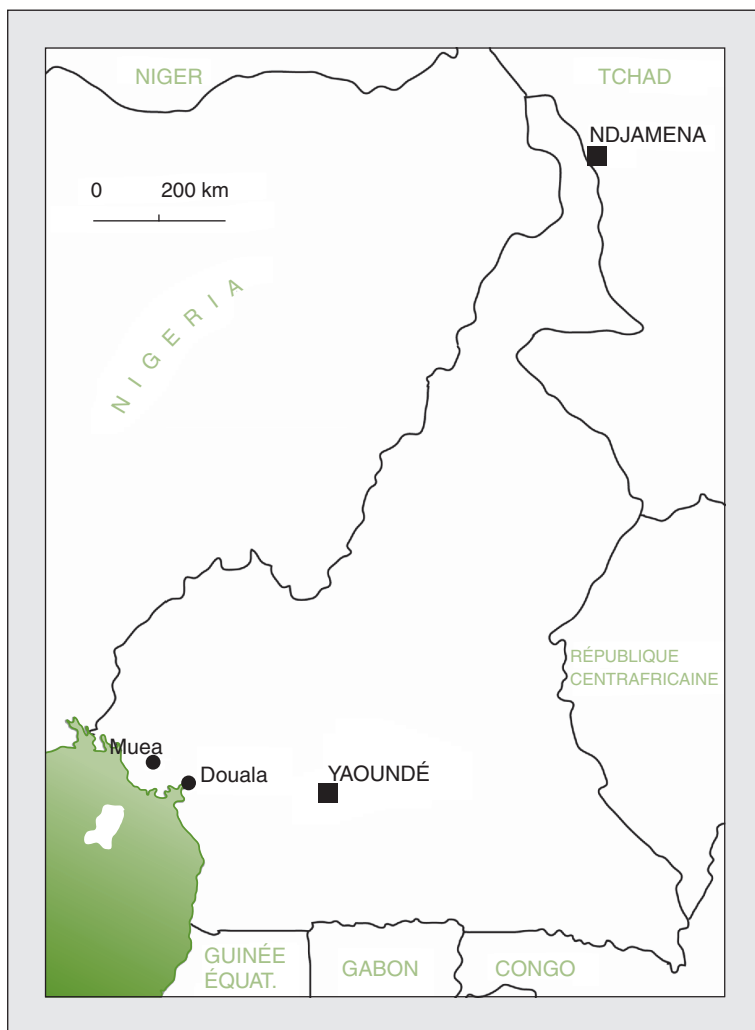 NIGER
TCHAD
NDJAMENA
0 200 km
NIGERIA
RÉPUBLIQUE
CENTRAFRICAINE
Muea
Douala
YAOUNDÉ
GUINÉE
ÉQUAT.
GABON
CONGO